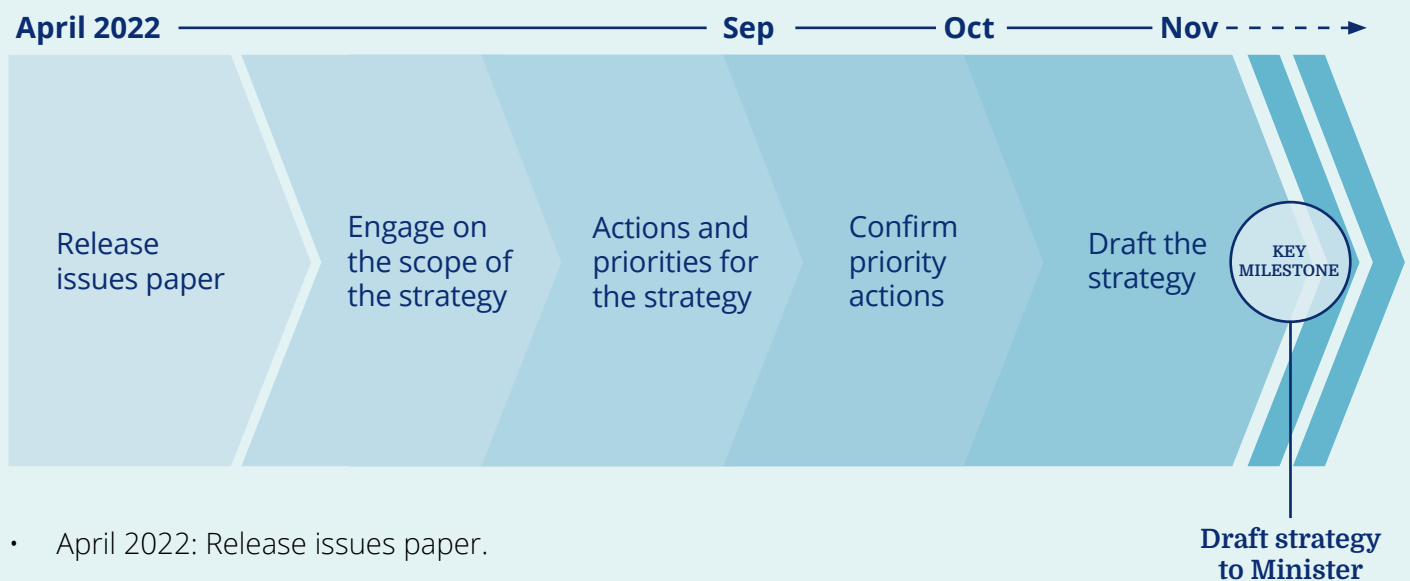 April 2022
Sep
Oct
Nov
Release
issues paper
Engage on
the scope of
the strategy
Actions and
priorities for
the strategy
Confirm
priority
actions
Draft the
strategy
KEY
MILESTONE
• April 2022: Release issues paper.
Draft strategy
to Minister